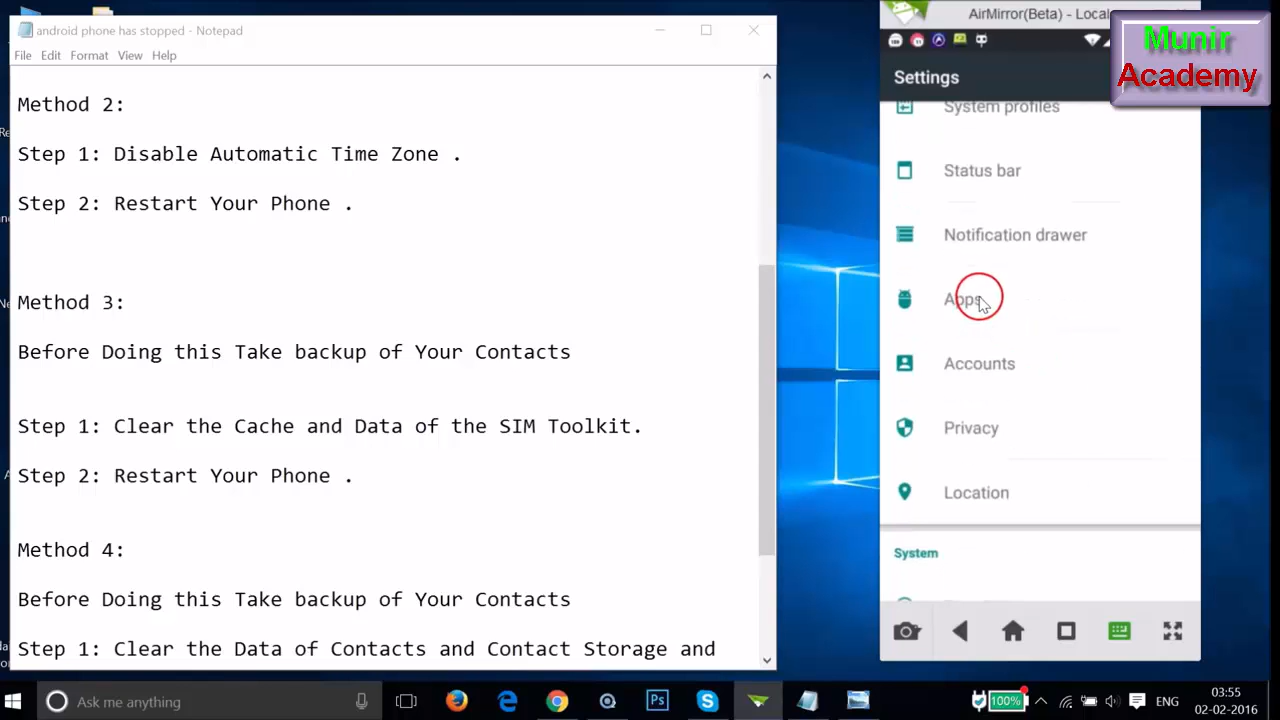 android phone has stopped - Notepad
File Edit Format View Help
Method 2:
Step 1: Disable Automatic Time Zone .
Step 2: Restart Your Phone .
Method 3:
Before Doing this Take backup of Your Contacts
Step 1: Clear the Cache and Data of the SIM Toolkit.
Step 2: Restart Your Phone .
Method 4:
Before Doing this Take backup of Your Contacts
Step 1: Clear the Data of Contacts and Contact Storage and
AirMirror(Beta) - Local
Munir
Academy
Settings
System profiles
Status bar
Notification drawer
Apps
Accounts
Privacy
Location
System
Ask me anything
Ps
100%
ENG
03:55
02-02-2016